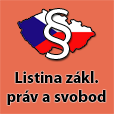 §
Listina zákl.
práv a svobod